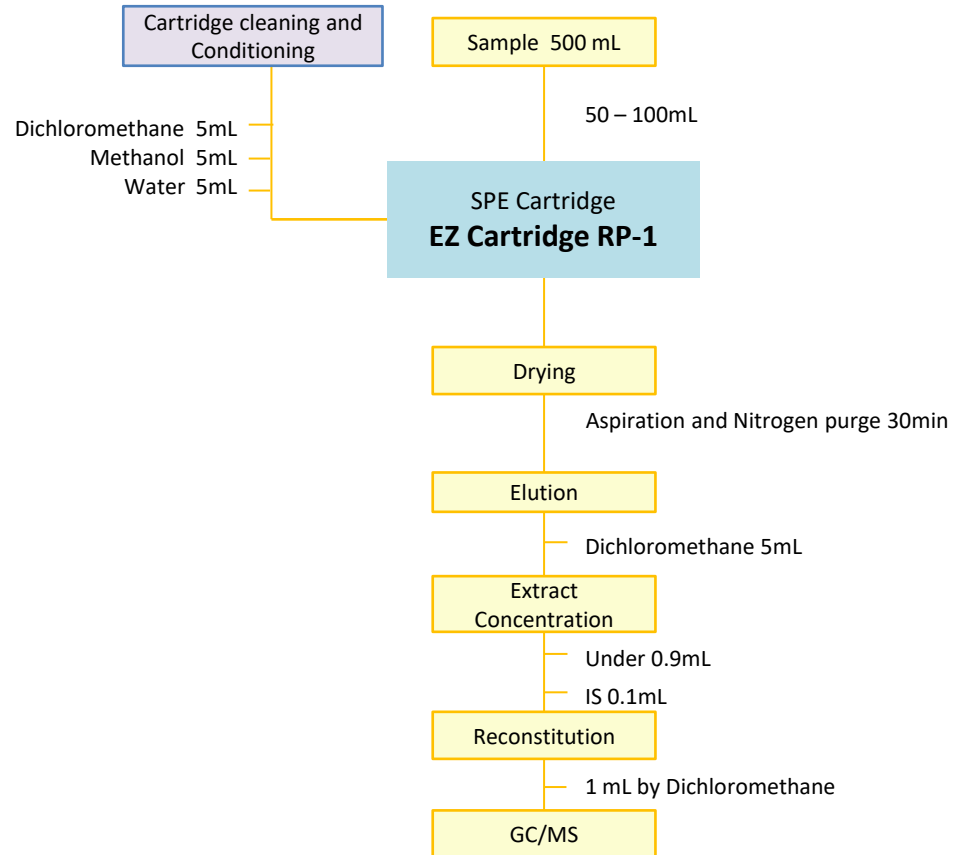 Cartridge cleaning and
Conditioning
Sample 500 mL
50 – 100mL
Dichloromethane 5mL
Methanol 5mL
Water 5mL
SPE Cartridge
EZ Cartridge RP-1
Drying
Aspiration and Nitrogen purge 30min
Elution
Dichloromethane 5mL
Extract
Concentration
Under 0.9mL
IS 0.1mL
Reconstitution
1 mL by Dichloromethane
GC/MS